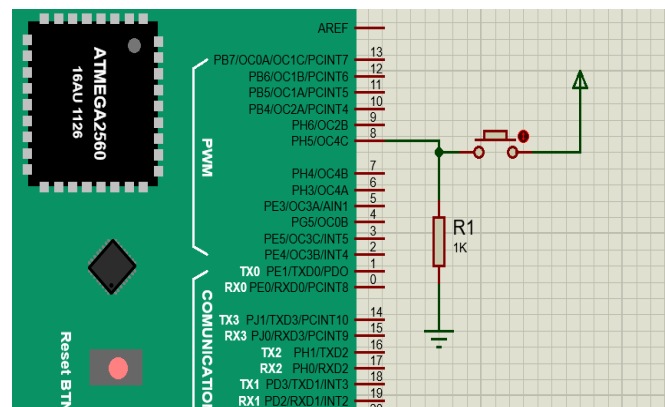 ATMEGA2560
16AU 1126
AREF
13
PB7/OC0A/OC1C/PCINT7
12
PB6/OC1B/PCINT6
11
PB5/OC1A/PCINT5
10
PB4/OC2A/PCINT4
9
PH6/OC2B
8
PH5/OC4C
7
PH4/OC4B
6
PH3/OC4A
5
PE3/OC3A/AIN1
4
PG5/OC0B
3
PE5/OC3C/INT5
2
PE4/OC3B/INT4
1
TX0 PE1/TXD0/PDO
0
RX0 PE0/RXD0/PCINT8
PWM
14
TX3 PJ1/TXD3/PCINT10
15
RX3 PJ0/RXD3/PCINT9
16
TX2 PH1/TXD2
17
RX2 PH0/RXD2
18
TX1 PD3/TXD1/INT3
19
RX1 PD2/RXD1/INT2
COMUNICATIO
Reset BTN
R1
1K